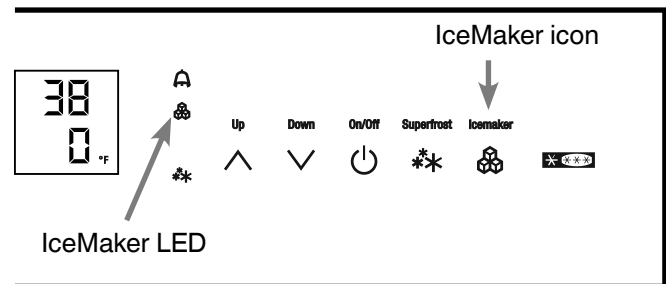 IceMaker icon
38
0 °F
Up Down On/Off Superfrost Icemaker
IceMaker LED